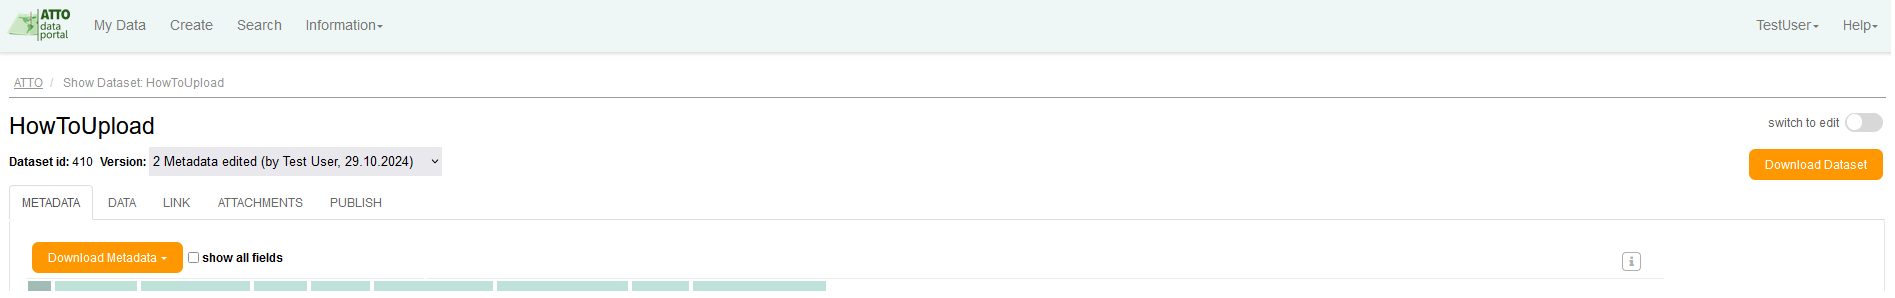 ATTO
data
portal
My Data Create Search Information TestUser Help
ATTO / Show Dataset: HowToUpload
HowToUpload
switch to edit
Dataset id: 410 Version: 2 Metadata edited (by Test User, 29.10.2024)
Download Dataset
METADATA DATA LINK ATTACHMENTS PUBLISH
Download Metadata show all fields
i